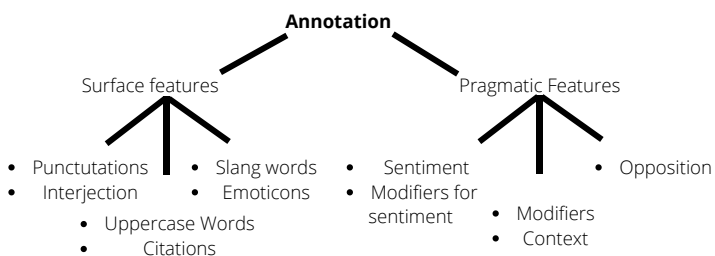 Annotation
Surface features
Pragmatic Features
• Punctutations
• Interjection
• Slang words
• Emoticons
• Uppercase Words
• Citations
• Sentiment
• Modifiers for
sentiment
• Modifiers
• Context
• Opposition